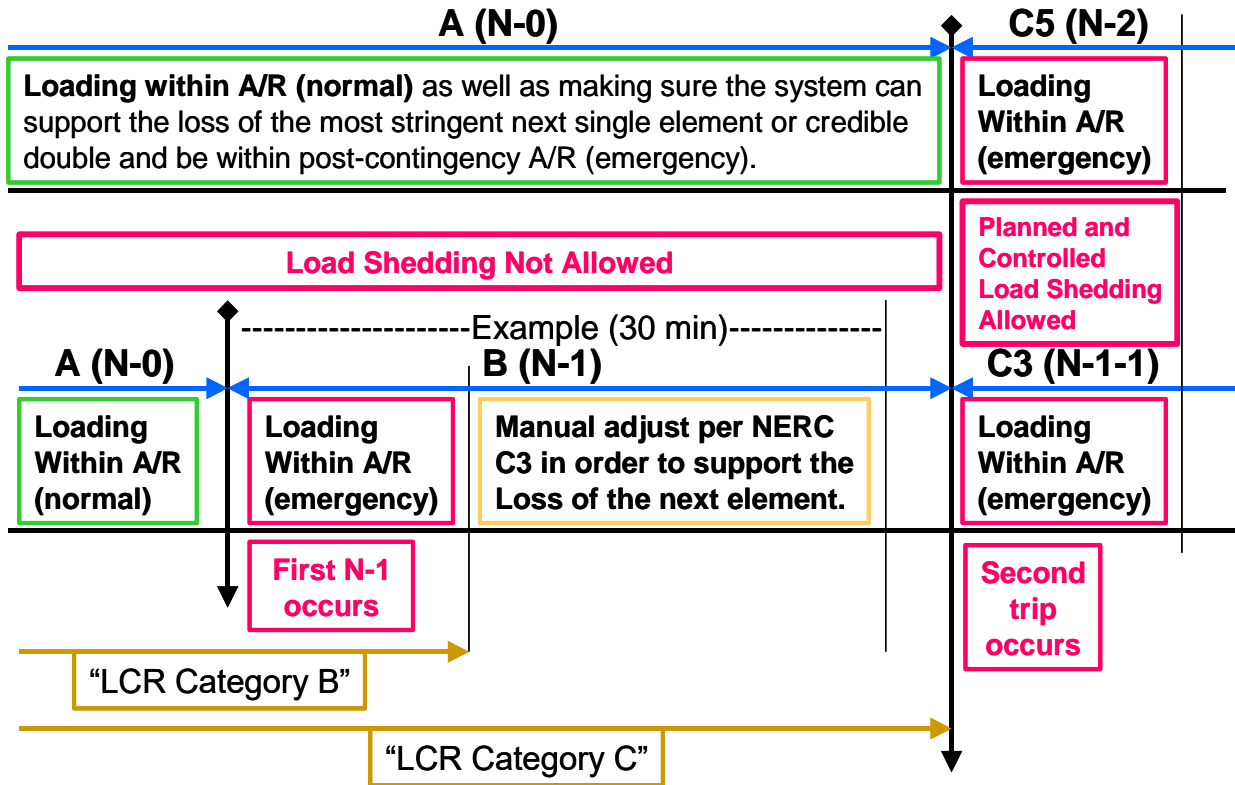 A (N-0)
C5 (N-2)
Loading within A/R (normal) as well as making sure the system can
support the loss of the most stringent next single element or credible
double and be within post-contingency A/R (emergency).
Loading
Within A/R
(emergency)
Load Shedding Not Allowed
Planned and
Controlled
Load Shedding
Allowed
Example (30 min)
A (N-0)
B (N-1)
C3 (N-1-1)
Loading
Within A/R
(normal)
Loading
Within A/R
(emergency)
Manual adjust per NERC
C3 in order to support the
Loss of the next element.
Loading
Within A/R
(emergency)
First N-1
occurs
Second
trip
occurs
“LCR Category B”
“LCR Category C”